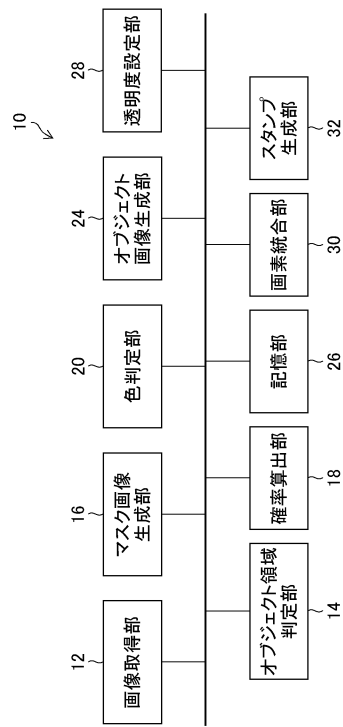 10
12
画像取得部
16
マスク画像
生成部
20
色判定部
24
オブジェクト
画像生成部
28
透明度設定部
オブジェクト領域
判定部
14
確率算出部
18
記憶部
26
画素統合部
30
スタンプ
生成部
32